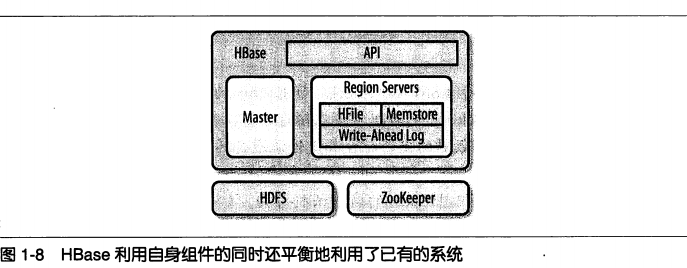 HBase API
Region Servers
Master
HFile Memstore
Write-Ahead Log
HDFS ZooKeeper
图 1-8 HBase 利用自身组件的同时还平衡地利用了已有的系统